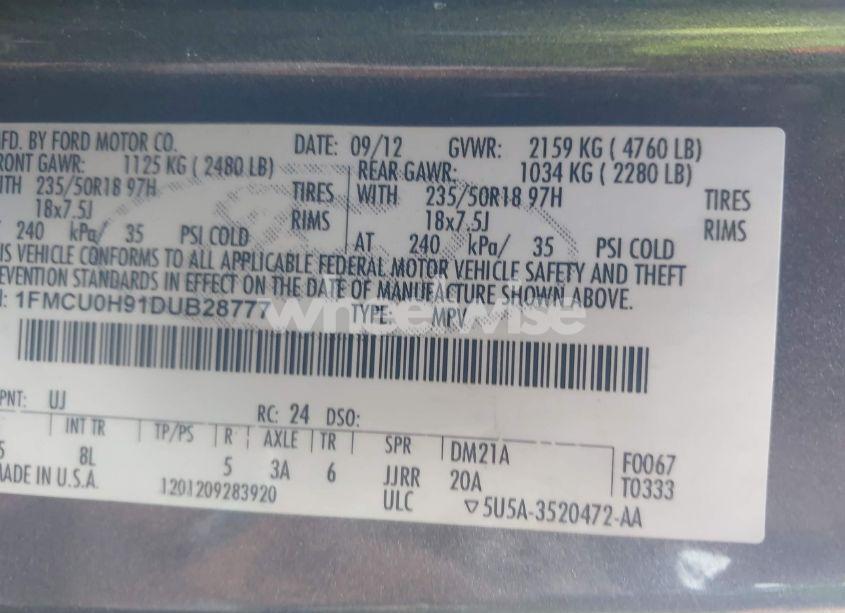 FD. BY FORD MOTOR CO. DATE: 09/12 GVWR: 2159 KG ( 4760 LB)
RONT GAWR: 1125 KG ( 2480 LB) REAR GAWR: 1034 KG ( 2280 LB)
ITH 235/50R18 97H TIRES WITH 235/50R18 97H TIRES
18x7.5J RIMS 18x7.5J RIMS
240 kPa/ 35 PSI COLD AT 240 kPa/ 35 PSI COLD
IS VEHICLE CONFORMS TO ALL APPLICABLE FEDERAL MOTOR VEHICLE SAFETY AND THEFT
EVENTION STANDARDS IN EFFECT ON THE DATE OF MANUFACTURE SHOWN ABOVE.
: 1FMCU0H91DUB28777 TYPE: MPV
wheelwise
PNT: UJ
RC: 24 DSO:
INT TR TP/PS R AXLE TR SPR DM21A F0067
5 8L 5 3A 6 JJRR 20A T0333
ADE IN U.S.A. 1201209283920 ULC ▽5U5A-3520472-AA